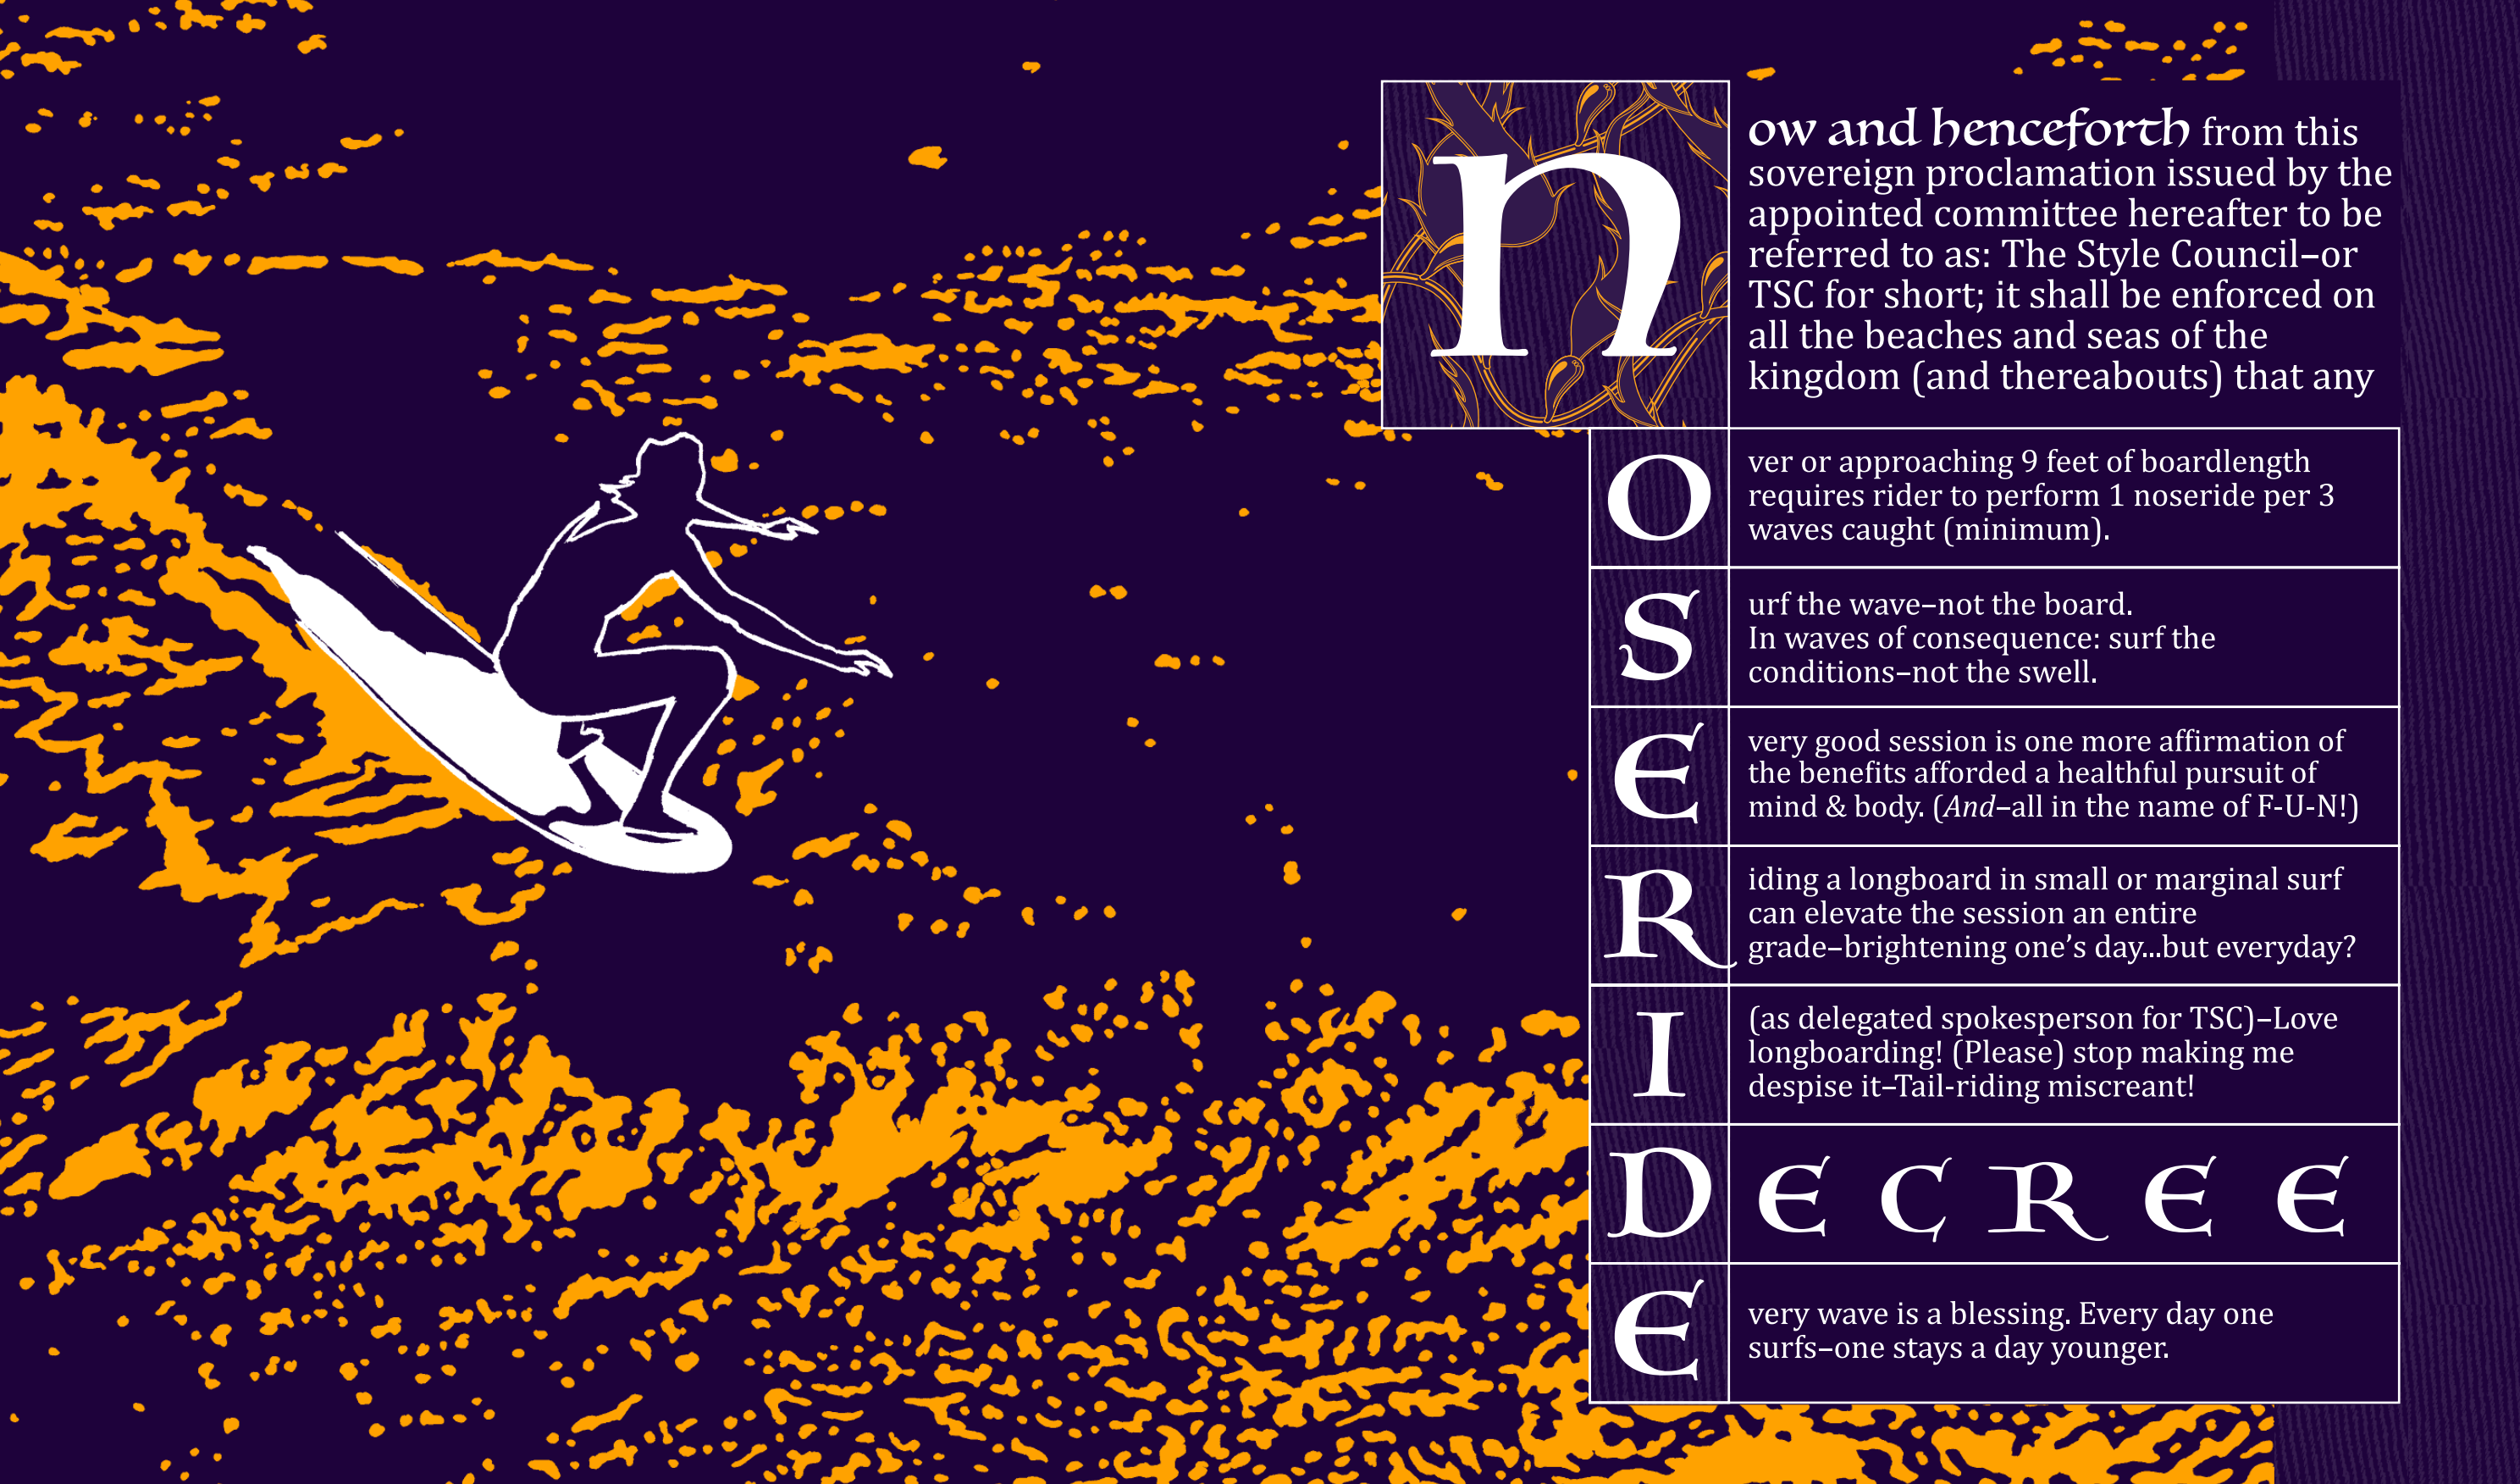 now and henceforth from this
sovereign proclamation issued by the
appointed committee hereafter to be
referred to as: The Style Council–or
TSC for short; it shall be enforced on
all the beaches and seas of the
kingdom (and thereabouts) that any
Over or approaching 9 feet of boardlength
requires rider to perform 1 noseride per 3
waves caught (minimum).
Surf the wave–not the board.
In waves of consequence: surf the
conditions–not the swell.
Every good session is one more affirmation of
the benefits afforded a healthful pursuit of
mind & body. (And–all in the name of F-U-N!)
Riding a longboard in small or marginal surf
can elevate the session an entire
grade–brightening one's day...but everyday?
I (as delegated spokesperson for TSC)–Love
longboarding! (Please) stop making me
despise it–Tail-riding miscreant!
DECREE
Every wave is a blessing. Every day one
surfs–one stays a day younger.